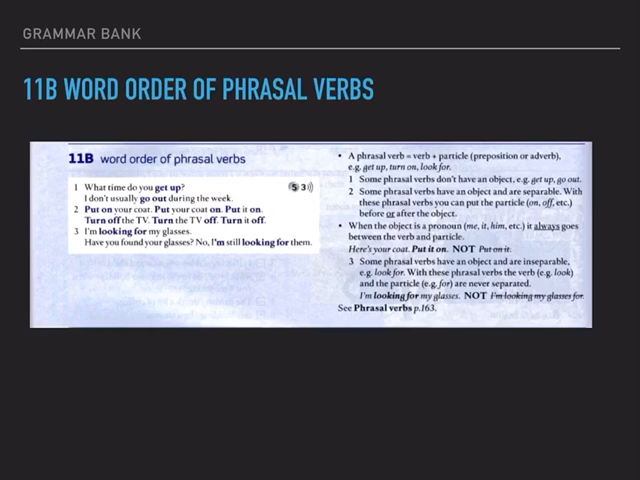 GRAMMAR BANK
11B WORD ORDER OF PHRASAL VERBS
11B word order of phrasal verbs
1 What time do you get up?
5 3))
I don't usually go out during the week.
2 Put on your coat. Put your coat on. Put it on.
Turn off the TV. Turn the TV off. Turn it off.
3 I'm looking for my glasses.
Have you found your glasses? No, I'm still looking for them.
• A phrasal verb = verb + particle (preposition or adverb),
e.g. get up, turn on, look for.
1 Some phrasal verbs don't have an object, e.g. get up, go out.
2 Some phrasal verbs have an object and are separable. With
these phrasal verbs you can put the particle (on, off, etc.)
before or after the object.
• When the object is a pronoun (me, it, him, etc.) it always goes
between the verb and particle.
Here's your coat. Put it on. NOT Put on it.
3 Some phrasal verbs have an object and are inseparable,
e.g. look for. With these phrasal verbs the verb (e.g. look)
and the particle (e.g. for) are never separated.
I'm looking for my glasses. NOT I'm looking my glasses for.
See Phrasal verbs p.163.